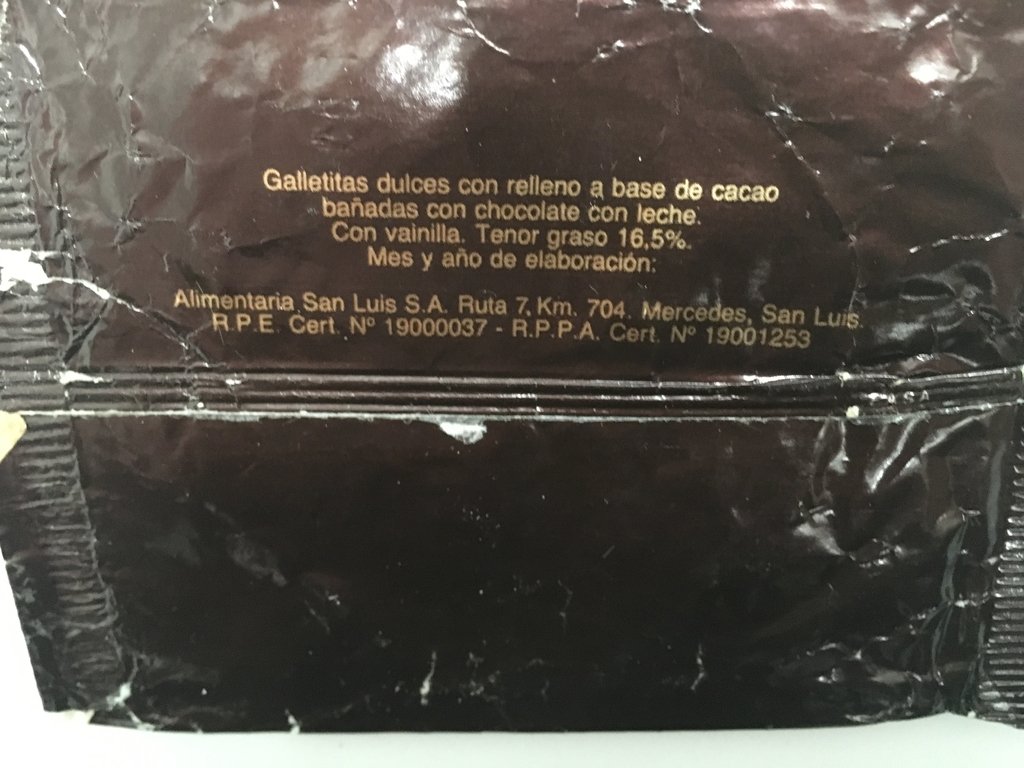 Galletitas dulces con relleno a base de cacao
bañadas con chocolate con leche.
Con vainilla. Tenor graso 16,5%.
Mes y año de elaboración:
Alimentaria San Luis S.A. Ruta 7, Km. 704. Mercedes, San Luis.
R.P.E. Cert. Nº 19000037 - R.P.P.A. Cert. Nº 19001253